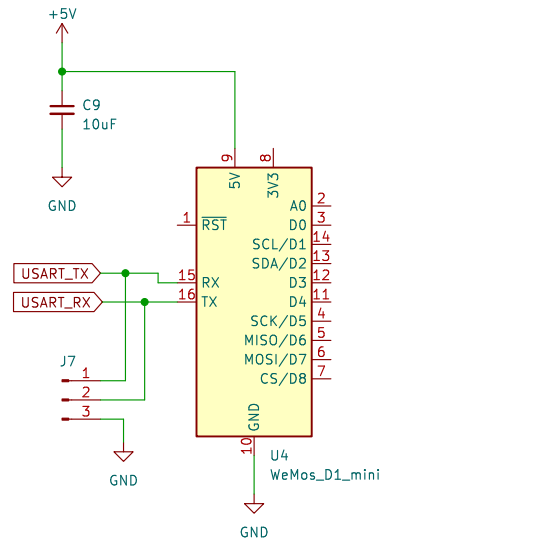 +5V
C9
10uF
GND
9
8
5V
3V3
1
RST
A0
2
D0
3
SCL/D1
14
SDA/D2
13
USART_TX
15
RX
D3
12
USART_RX
16
TX
D4
11
SCK/D5
4
MISO/D6
5
MOSI/D7
6
CS/D8
7
J7
1
2
3
GND
GND
10
U4
WeMos_D1_mini
GND